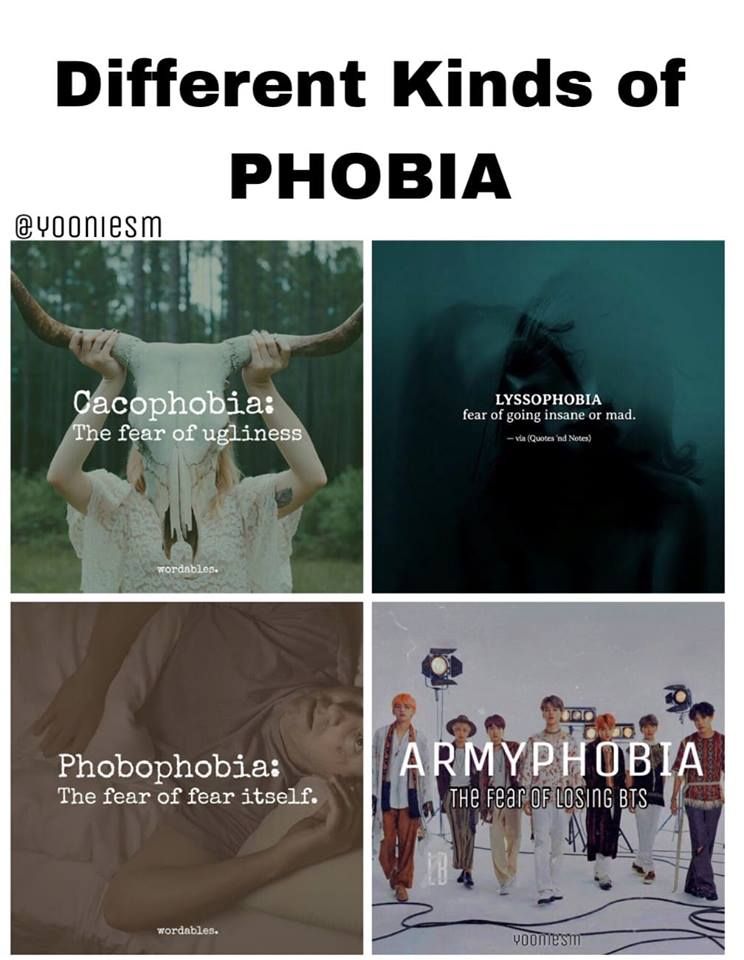 Different Kinds of
PHOBIA
@yooniesm
Cacophobia:
The fear of ugliness
wordables.
LYSSOPHOBIA
fear of going insane or mad.
— via (Quotes 'nd Notes)
Phobophobia:
The fear of fear itself.
wordables.
ARMYPHOBIA
THE FEAR OF LOSING BTS
LB
yooniesm